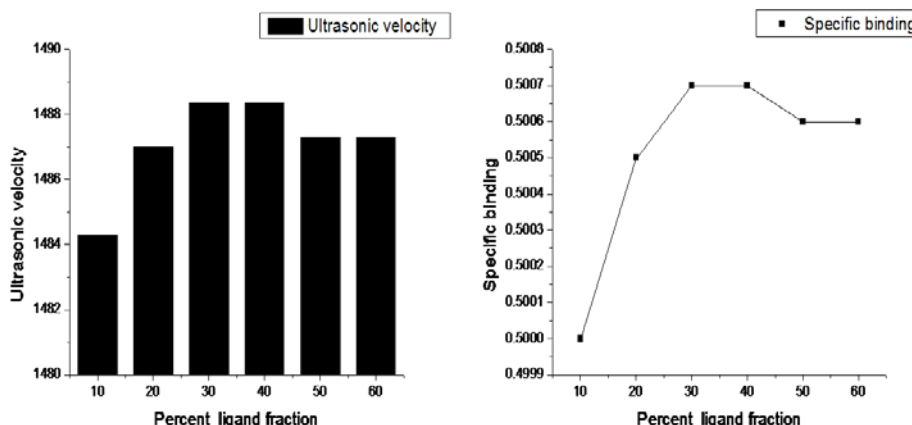 Ultrasonic velocity
1490
1488
1486
1484
1482
1480
Ultrasonic velocity
10 20 30 40 50 60
Percent ligand fraction
Specific binding
0.5008
0.5007
0.5006
0.5005
0.5004
0.5003
0.5002
0.5001
0.5000
0.4999
Specific binding
10 20 30 40 50 60
Percent ligand fraction